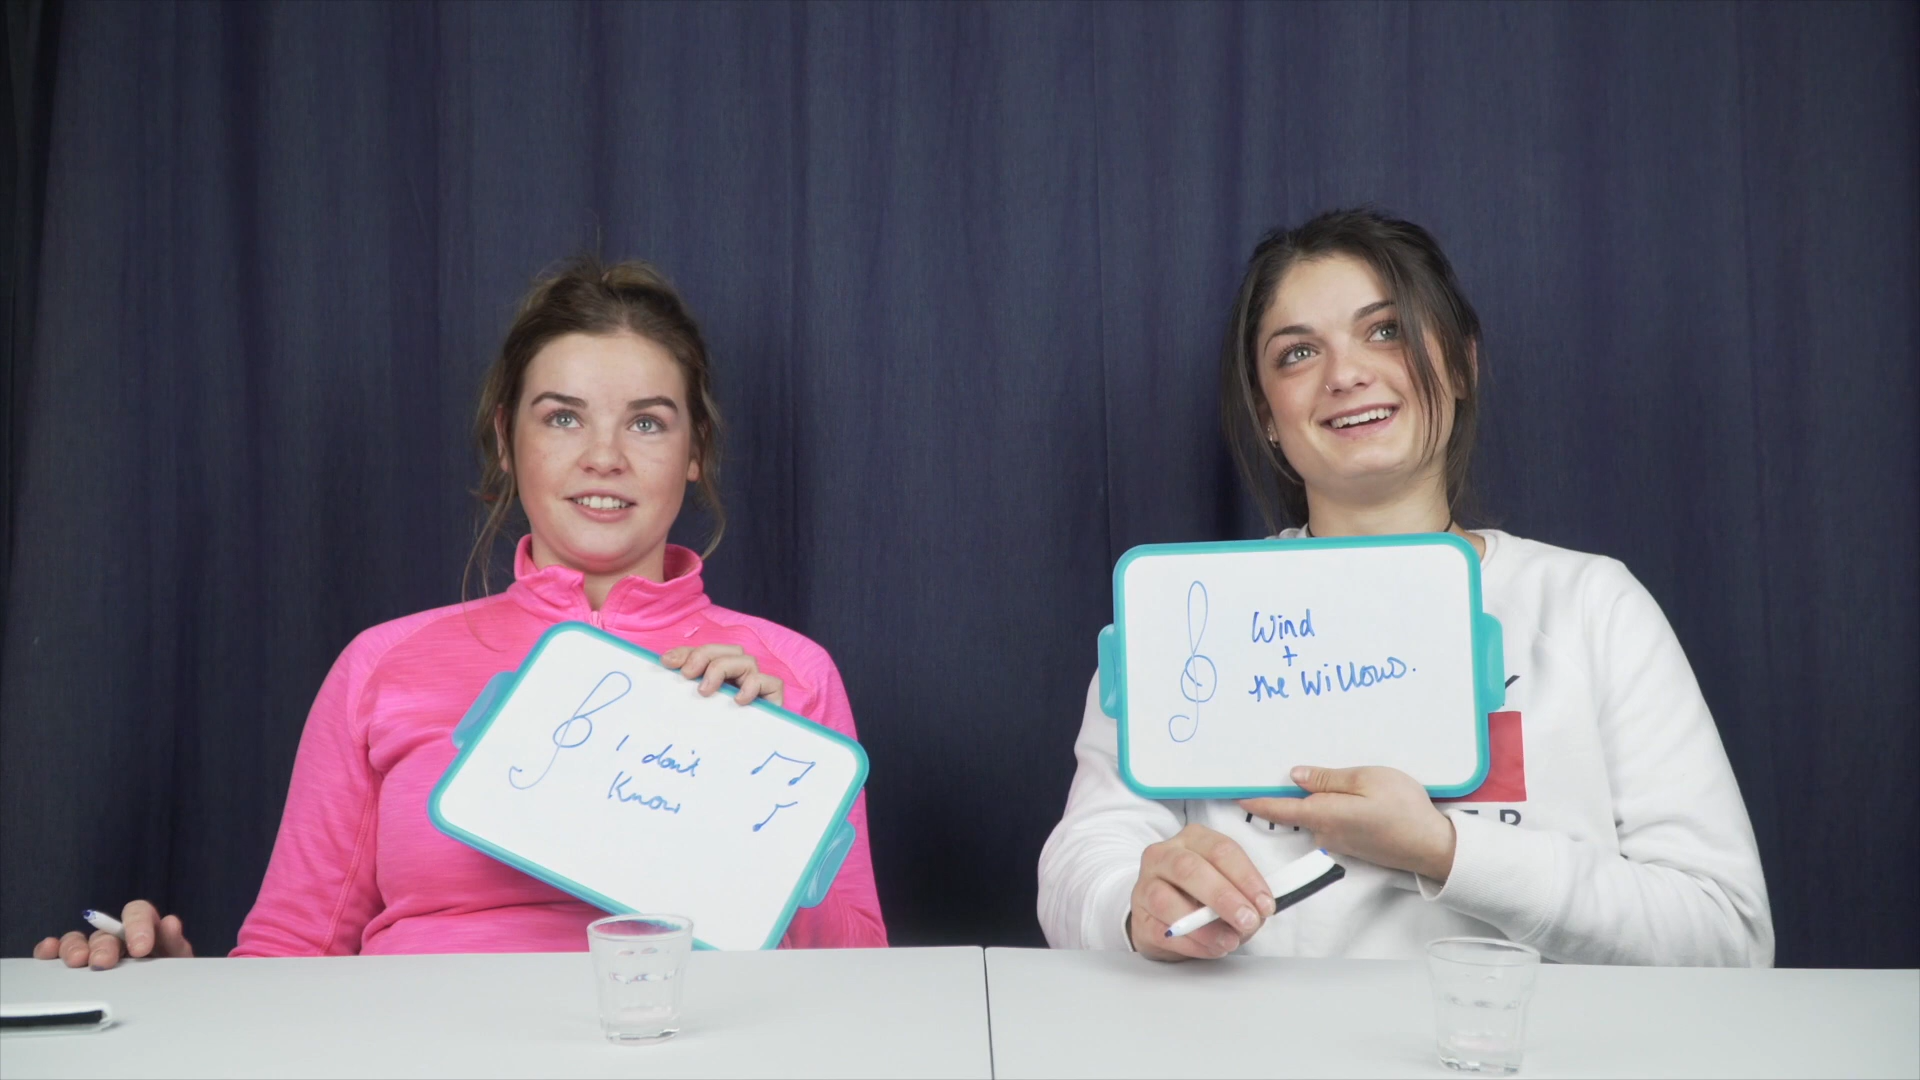 I don't
Know
Wind
+
the Willows.